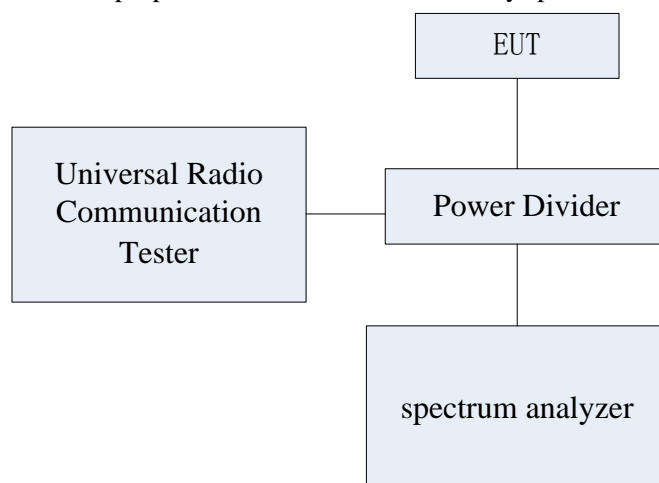 EUT
Universal Radio
Communication
Tester
Power Divider
spectrum analyzer